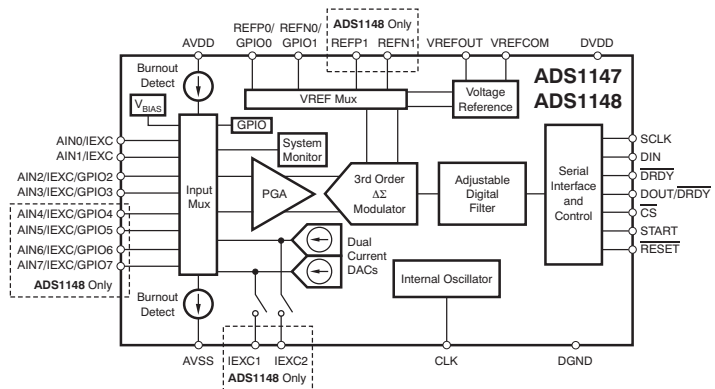 REFP0/ REFN0/ ADS1148 Only
AVDD GPIO0 GPIO1 REFP1 REFN1 VREFOUT VREFCOM DVDD
Burnout
Detect
ADS1147
ADS1148
VBIAS
VREF Mux
Voltage
Reference
GPIO
System
Monitor
AIN0/IEXC
AIN1/IEXC
AIN2/IEXC/GPIO2
AIN3/IEXC/GPIO3
AIN4/IEXC/GPIO4
AIN5/IEXC/GPIO5
AIN6/IEXC/GPIO6
AIN7/IEXC/GPIO7
ADS1148 Only
Input
Mux
PGA
3rd Order
ΔΣ
Modulator
Adjustable
Digital
Filter
Serial
Interface
and
Control
SCLK
DIN
DRDY
DOUT/DRDY
CS
START
RESET
Dual
Current
DACs
Burnout
Detect
Internal Oscillator
AVSS IEXC1 IEXC2 CLK DGND
ADS1148 Only